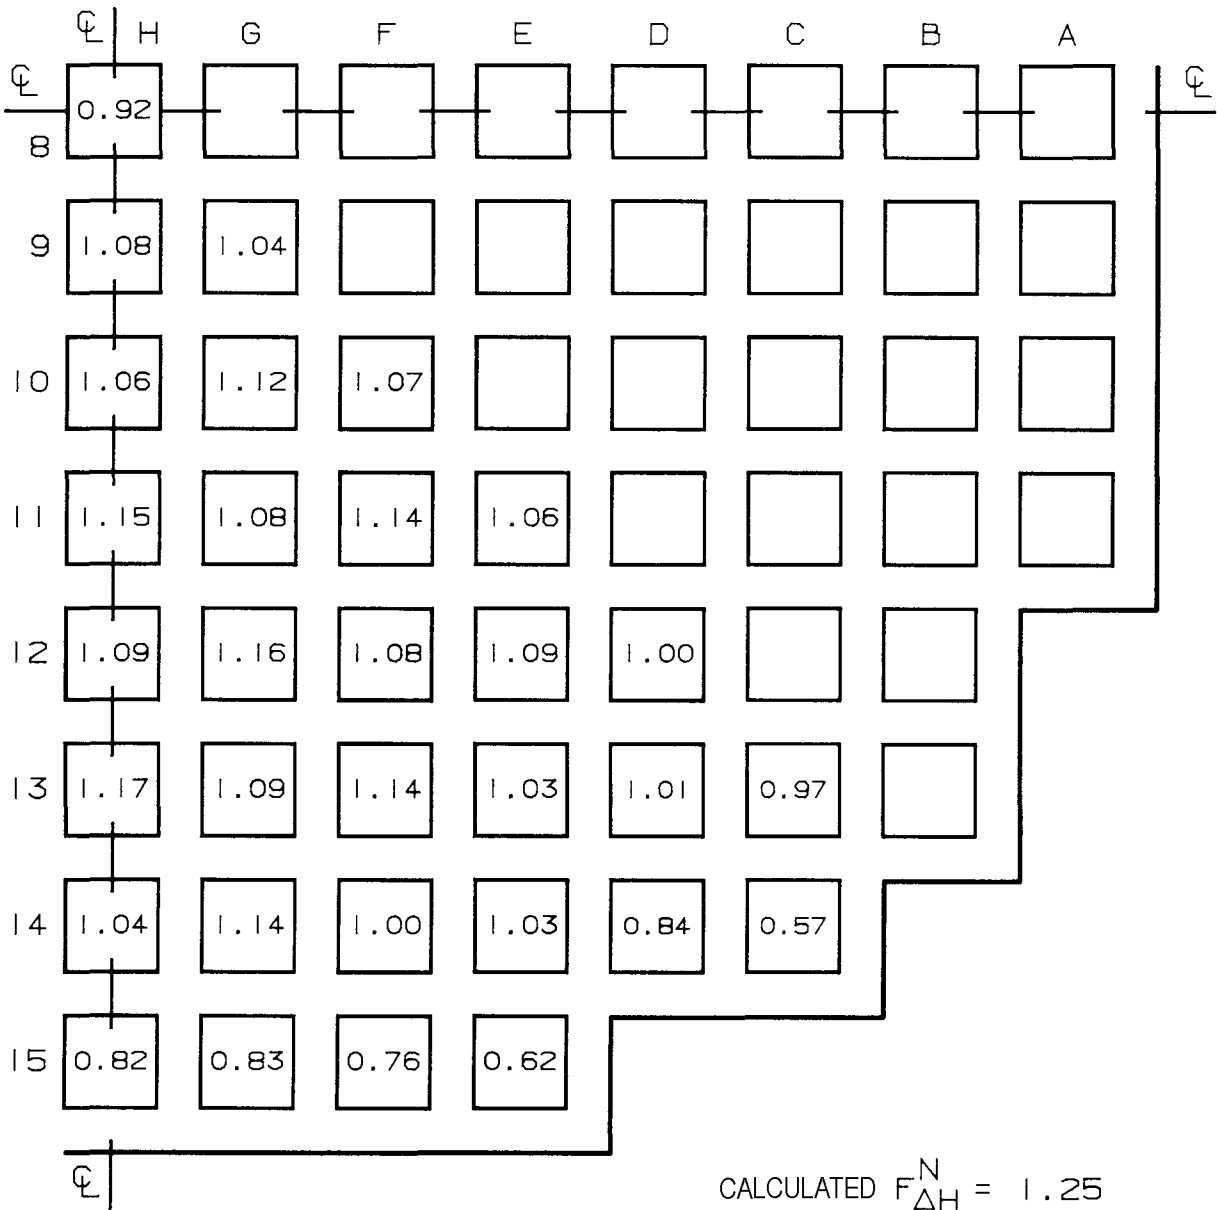 ℄ H G F E D C B A
℄ 0.92 ℄
8
9 1.08 1.04
10 1.06 1.12 1.07
11 1.15 1.08 1.14 1.06
12 1.09 1.16 1.08 1.09 1.00
13 1.17 1.09 1.14 1.03 1.01 0.97
14 1.04 1.14 1.00 1.03 0.84 0.57
15 0.82 0.83 0.76 0.62
℄
CALCULATED F^N_ΔH = 1.25